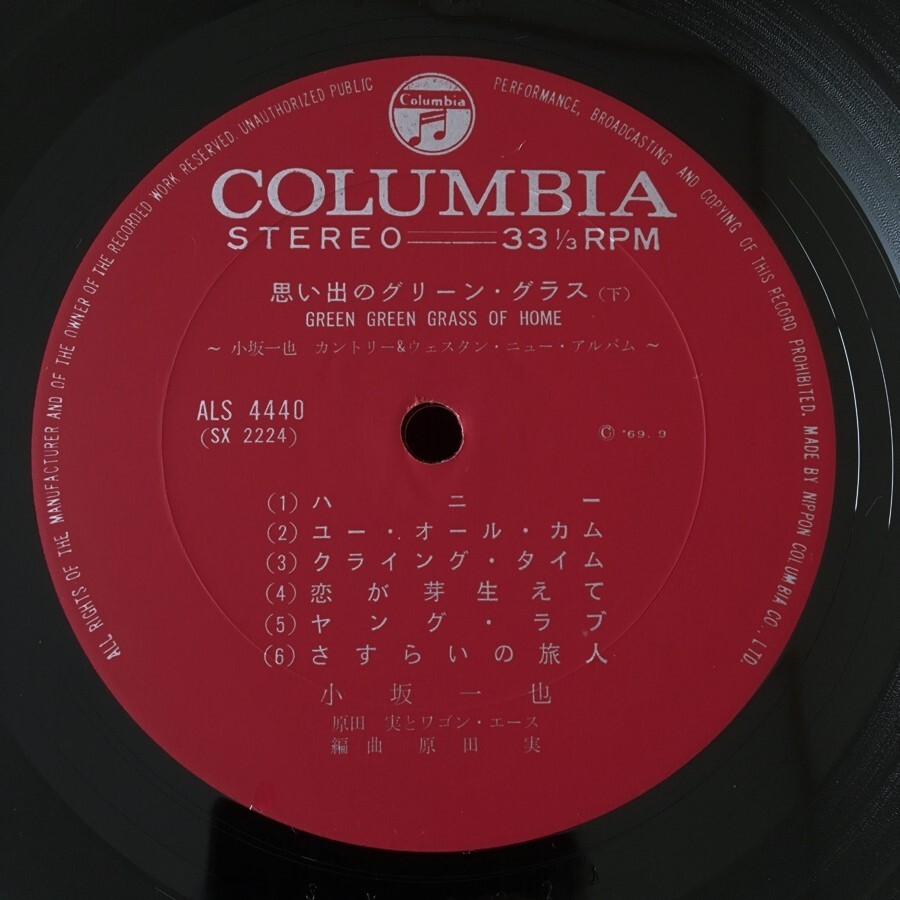 ALL RIGHTS OF THE MANUFACTURER AND OF THE OWNER OF THE RECORDED WORK RESERVED. UNAUTHORIZED PUBLIC PERFORMANCE, BROADCASTING AND COPYING OF THIS RECORD PROHIBITED. MADE BY NIPPON COLUMBIA CO., LTD.
Columbia
COLUMBIA
STEREO 33 1/3 RPM
思い出のグリーン・グラス(下)
GREEN GREEN GRASS OF HOME
~ 小坂一也 カントリー&ウェスタン・ニュー・アルバム ~
ALS 4440
(SX 2224)
Ⓒ '69. 9
(1) ハニー
(2) ユー・オール・カム
(3) クライング・タイム
(4) 恋が芽生えて
(5) ヤング・ラブ
(6) さすらいの旅人
小坂一也
原田 実とワゴン・エース
編曲 原田 実